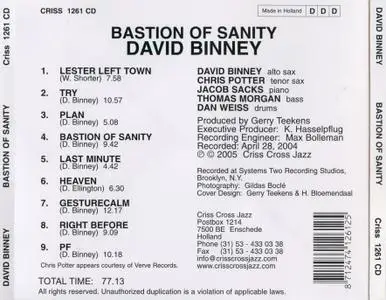 CRISS 1261 CD
Made in Holland D D D
BASTION OF SANITY
DAVID BINNEY
1. LESTER LEFT TOWN
(W. Shorter) 7.58
2. TRY
(D. Binney) 10.57
3. PLAN
(D. Binney) 5.08
4. BASTION OF SANITY
(D. Binney) 9.42
5. LAST MINUTE
(D. Binney) 4.42
6. HEAVEN
(D. Ellington) 6.30
7. GESTURECALM
(D. Binney) 12.17
8. RIGHT BEFORE
(D. Binney) 9.09
9. PF
(D. Binney) 10.18
Chris Potter appears courtesy of Verve Records.
TOTAL TIME: 77.13
All rights reserved. Unauthorized duplication is a violation of applicable laws.
DAVID BINNEY alto sax
CHRIS POTTER tenor sax
JACOB SACKS piano
THOMAS MORGAN bass
DAN WEISS drums
Produced by Gerry Teekens
Executive Producer: K. Hasselpflug
Recording Engineer: Max Bolleman
Recorded: April 28, 2004
℗ © 2005 Criss Cross Jazz
Recorded at Systems Two Recording Studios,
Brooklyn, N.Y.
Photography: Gildas Boclé
Cover Design: Gerry Teekens & H. Bloemendaal
Criss Cross Jazz
Postbox 1214
7500 BE Enschede
Holland
Phone (31) 53 - 433 03 38
Fax (31) 53 - 433 03 38
info@crisscrossjazz.com
www.crisscrossjazz.com
8 712474 126125
DAVID BINNEY BASTION OF SANITY Criss 1261 CD
DAVID BINNEY BASTION OF SANITY Criss 1261 CD